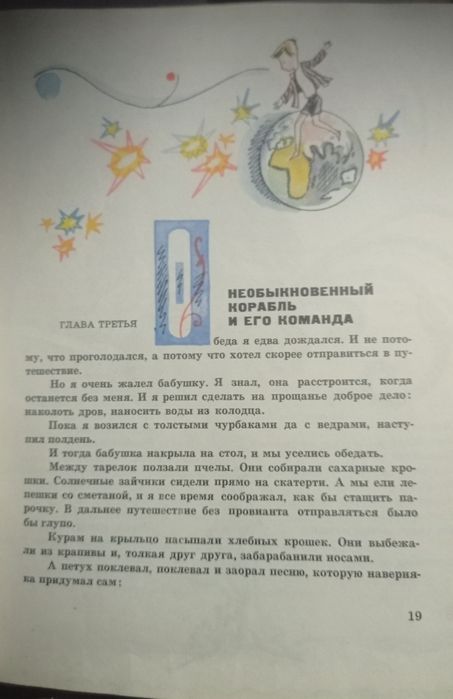 НЕОБЫКНОВЕННЫЙ
КОРАБЛЬ
И ЕГО КОМАНДА
ГЛАВА ТРЕТЬЯ
Обеда я едва дождался. И не пото-
му, что проголодался, а потому что хотел скорее отправиться в пу-
тешествие.
Но я очень жалел бабушку. Я знал, она расстроится, когда
останется без меня. И я решил сделать на прощанье доброе дело:
наколоть дров, наносить воды из колодца.
Пока я возился с толстыми чурбаками да с ведрами, насту-
пил полдень.
И тогда бабушка накрыла на стол, и мы уселись обедать.
Между тарелок ползали пчелы. Они собирали сахарные кро-
шки. Солнечные зайчики сидели прямо на скатерти. А мы ели ле-
пешки со сметаной, и я все время соображал, как бы стащить па-
рочку. В дальнее путешествие без провианта отправляться было
бы глупо.
Курам на крыльцо насыпали хлебных крошек. Они выбежа-
ли из крапивы и, толкая друг друга, забарабанили носами.
А петух поклевал, поклевал и заорал песню, которую наверня-
ка придумал сам:
19